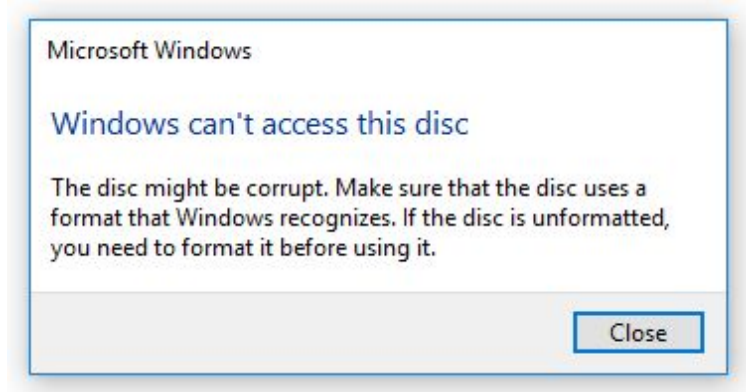 Microsoft Windows
Windows can't access this disc
The disc might be corrupt. Make sure that the disc uses a
format that Windows recognizes. If the disc is unformatted,
you need to format it before using it.
Close